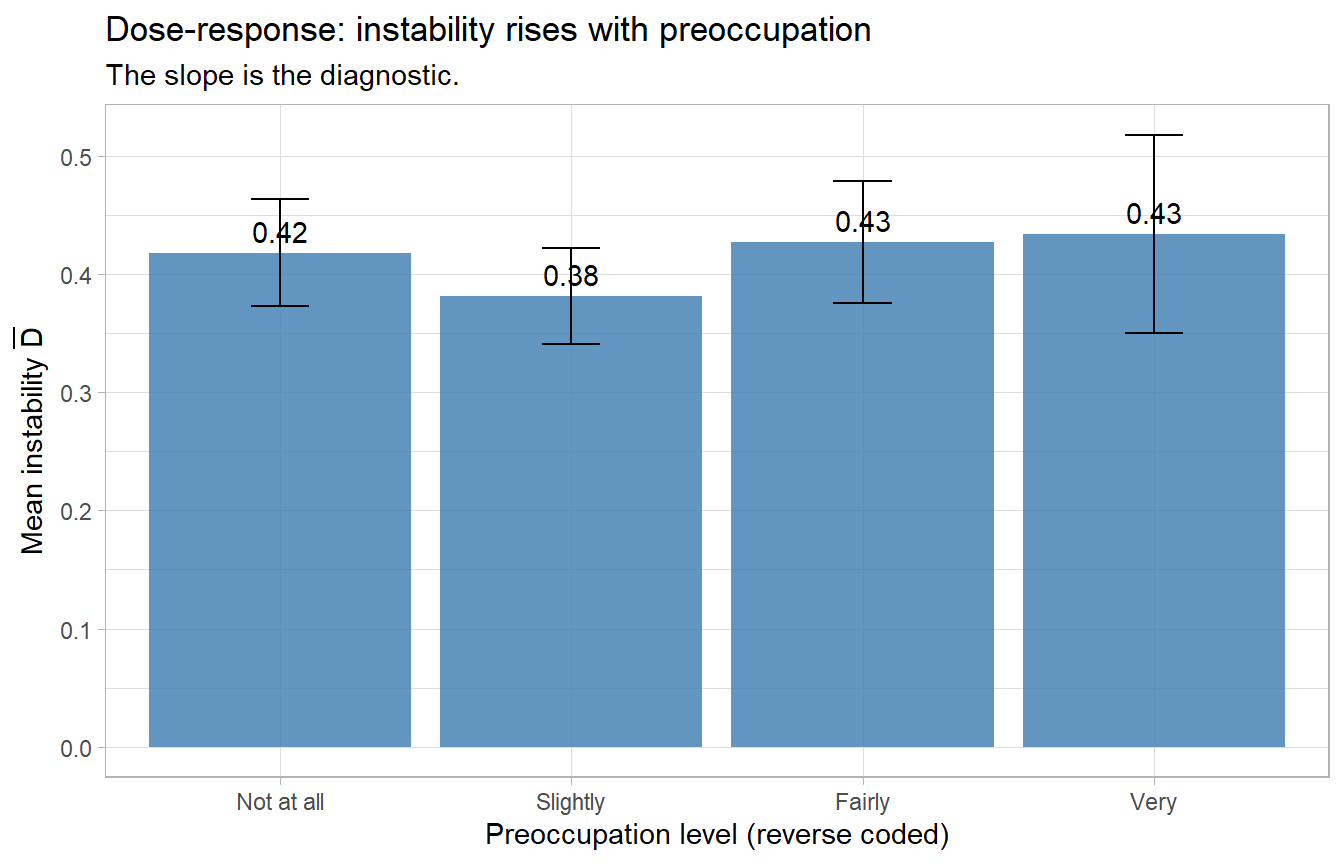 Dose-response: instability rises with preoccupation
The slope is the diagnostic.
Mean instability D̅
0.5
0.4
0.3
0.2
0.1
0.0
0.42
0.38
0.43
0.43
Not at all
Slightly
Fairly
Very
Preoccupation level (reverse coded)